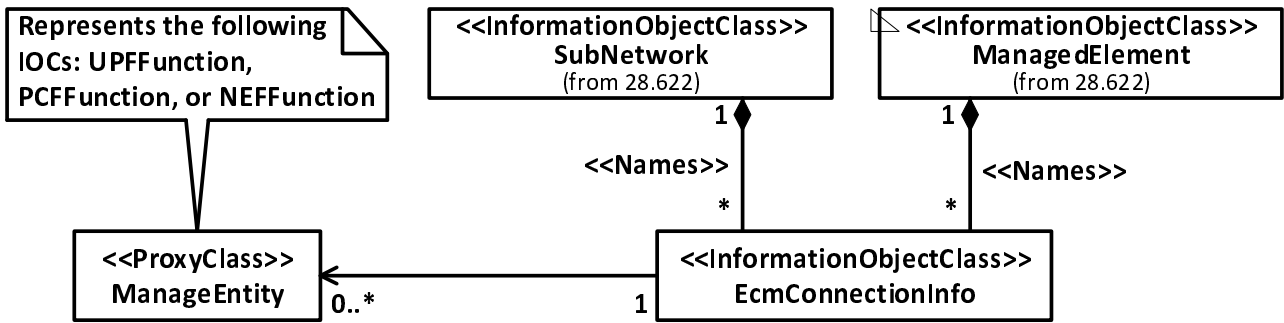 Represents the following
IOCs: UPFFunction,
PCFFunction, or NEFFunction
<<InformationObjectClass>>
SubNetwork
(from 28.622)
<<InformationObjectClass>>
ManagedElement
(from 28.622)
1
1
<<Names>>
<<Names>>
*
*
<<ProxyClass>>
ManageEntity
0..*
1
<<InformationObjectClass>>
EcmConnectionInfo